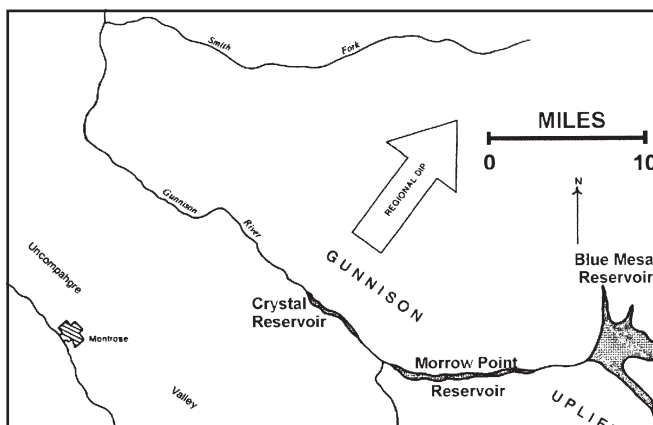 Smith
Fork
MILES
0
10
N
REGIONAL DIP
Gunnison
River
GUNNISON
Blue Mesa
Reservoir
Uncompahgre
Crystal
Reservoir
Montrose
Morrow Point
Reservoir
Valley